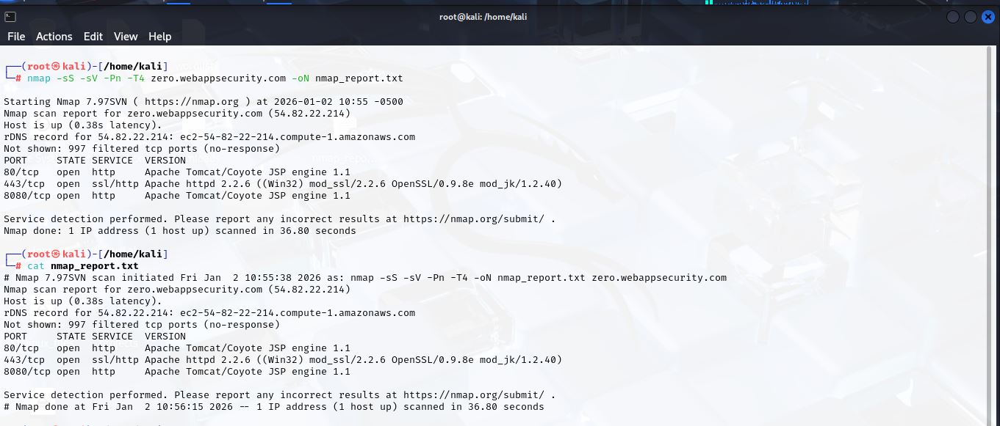 root@kali: /home/kali
File Actions Edit View Help
┌──(root㉿kali)-[/home/kali]
└─# nmap -sS -sV -Pn -T4 zero.webappsecurity.com -oN nmap_report.txt
Starting Nmap 7.97SVN ( https://nmap.org ) at 2026-01-02 10:55 -0500
Nmap scan report for zero.webappsecurity.com (54.82.22.214)
Host is up (0.38s latency).
rDNS record for 54.82.22.214: ec2-54-82-22-214.compute-1.amazonaws.com
Not shown: 997 filtered tcp ports (no-response)
PORT     STATE SERVICE  VERSION
80/tcp   open  http     Apache Tomcat/Coyote JSP engine 1.1
443/tcp  open  ssl/http Apache httpd 2.2.6 ((Win32) mod_ssl/2.2.6 OpenSSL/0.9.8e mod_jk/1.2.40)
8080/tcp open  http     Apache Tomcat/Coyote JSP engine 1.1
Service detection performed. Please report any incorrect results at https://nmap.org/submit/ .
Nmap done: 1 IP address (1 host up) scanned in 36.80 seconds
┌──(root㉿kali)-[/home/kali]
└─# cat nmap_report.txt
# Nmap 7.97SVN scan initiated Fri Jan  2 10:55:38 2026 as: nmap -sS -sV -Pn -T4 -oN nmap_report.txt zero.webappsecurity.com
Nmap scan report for zero.webappsecurity.com (54.82.22.214)
Host is up (0.38s latency).
rDNS record for 54.82.22.214: ec2-54-82-22-214.compute-1.amazonaws.com
Not shown: 997 filtered tcp ports (no-response)
PORT     STATE SERVICE  VERSION
80/tcp   open  http     Apache Tomcat/Coyote JSP engine 1.1
443/tcp  open  ssl/http Apache httpd 2.2.6 ((Win32) mod_ssl/2.2.6 OpenSSL/0.9.8e mod_jk/1.2.40)
8080/tcp open  http     Apache Tomcat/Coyote JSP engine 1.1
Service detection performed. Please report any incorrect results at https://nmap.org/submit/ .
# Nmap done at Fri Jan  2 10:56:15 2026 -- 1 IP address (1 host up) scanned in 36.80 seconds